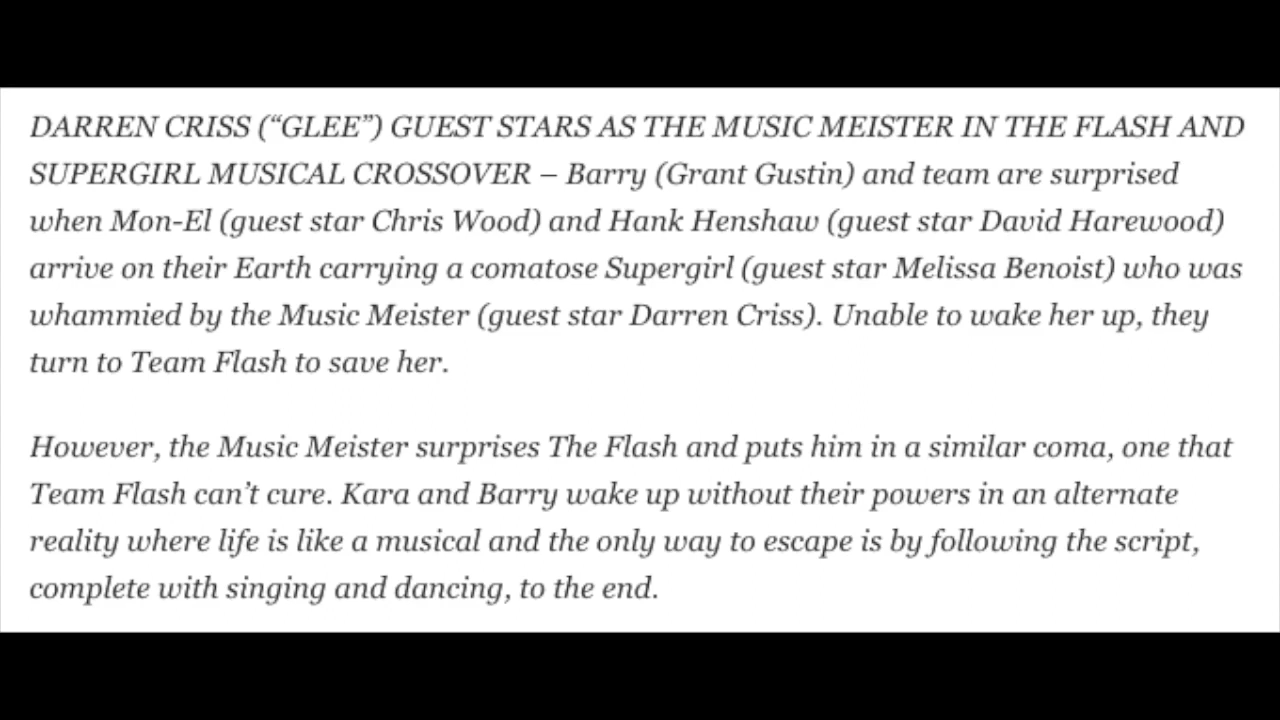 DARREN CRISS (“GLEE”) GUEST STARS AS THE MUSIC MEISTER IN THE FLASH AND
SUPERGIRL MUSICAL CROSSOVER – Barry (Grant Gustin) and team are surprised
when Mon-El (guest star Chris Wood) and Hank Henshaw (guest star David Harewood)
arrive on their Earth carrying a comatose Supergirl (guest star Melissa Benoist) who was
whammied by the Music Meister (guest star Darren Criss). Unable to wake her up, they
turn to Team Flash to save her.
However, the Music Meister surprises The Flash and puts him in a similar coma, one that
Team Flash can’t cure. Kara and Barry wake up without their powers in an alternate
reality where life is like a musical and the only way to escape is by following the script,
complete with singing and dancing, to the end.